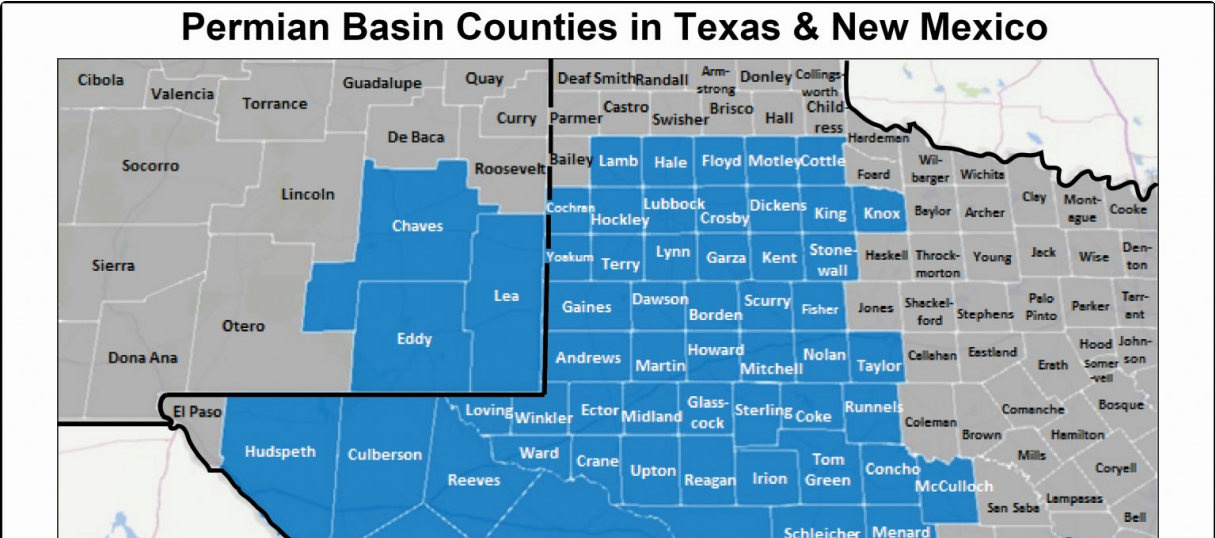 Permian Basin Counties in Texas & New Mexico
Cibola
Valencia
Torrance
Guadalupe
Quay
Curry
De Baca
Roosevelt
Socorro
Lincoln
Chaves
Sierra
Otero
Lea
Eddy
Dona Ana
Deaf Smith
Randall
Arm-
strong
Donley
Collings-
worth
Parmer
Castro
Swisher
Brisco
Hall
Child-
ress
Hardeman
Bailey
Lamb
Hale
Floyd
Motley
Cottle
Foard
Wil-
barger
Wichita
Clay
Mont-
ague
Cooke
Cochran
Hockley
Lubbock
Crosby
Dickens
King
Knox
Baylor
Archer
Yoakum
Terry
Lynn
Garza
Kent
Stone-
wall
Haskell
Throck-
morton
Young
Jack
Wise
Den-
ton
Gaines
Dawson
Borden
Scurry
Fisher
Jones
Shackel-
ford
Stephens
Palo
Pinto
Parker
Tarr-
ant
Andrews
Martin
Howard
Mitchell
Nolan
Taylor
Callahan
Eastland
Erath
Hood
Somer
-vell
John-
son
El Paso
Hudspeth
Culberson
Reeves
Loving
Winkler
Ector
Midland
Glass-
cock
Sterling
Coke
Runnels
Coleman
Brown
Comanche
Hamilton
Bosque
Ward
Crane
Upton
Reagan
Irion
Tom
Green
Concho
McCulloch
Mills
Coryell
San Saba
Lampasas
Bell
Schleicher
Menard